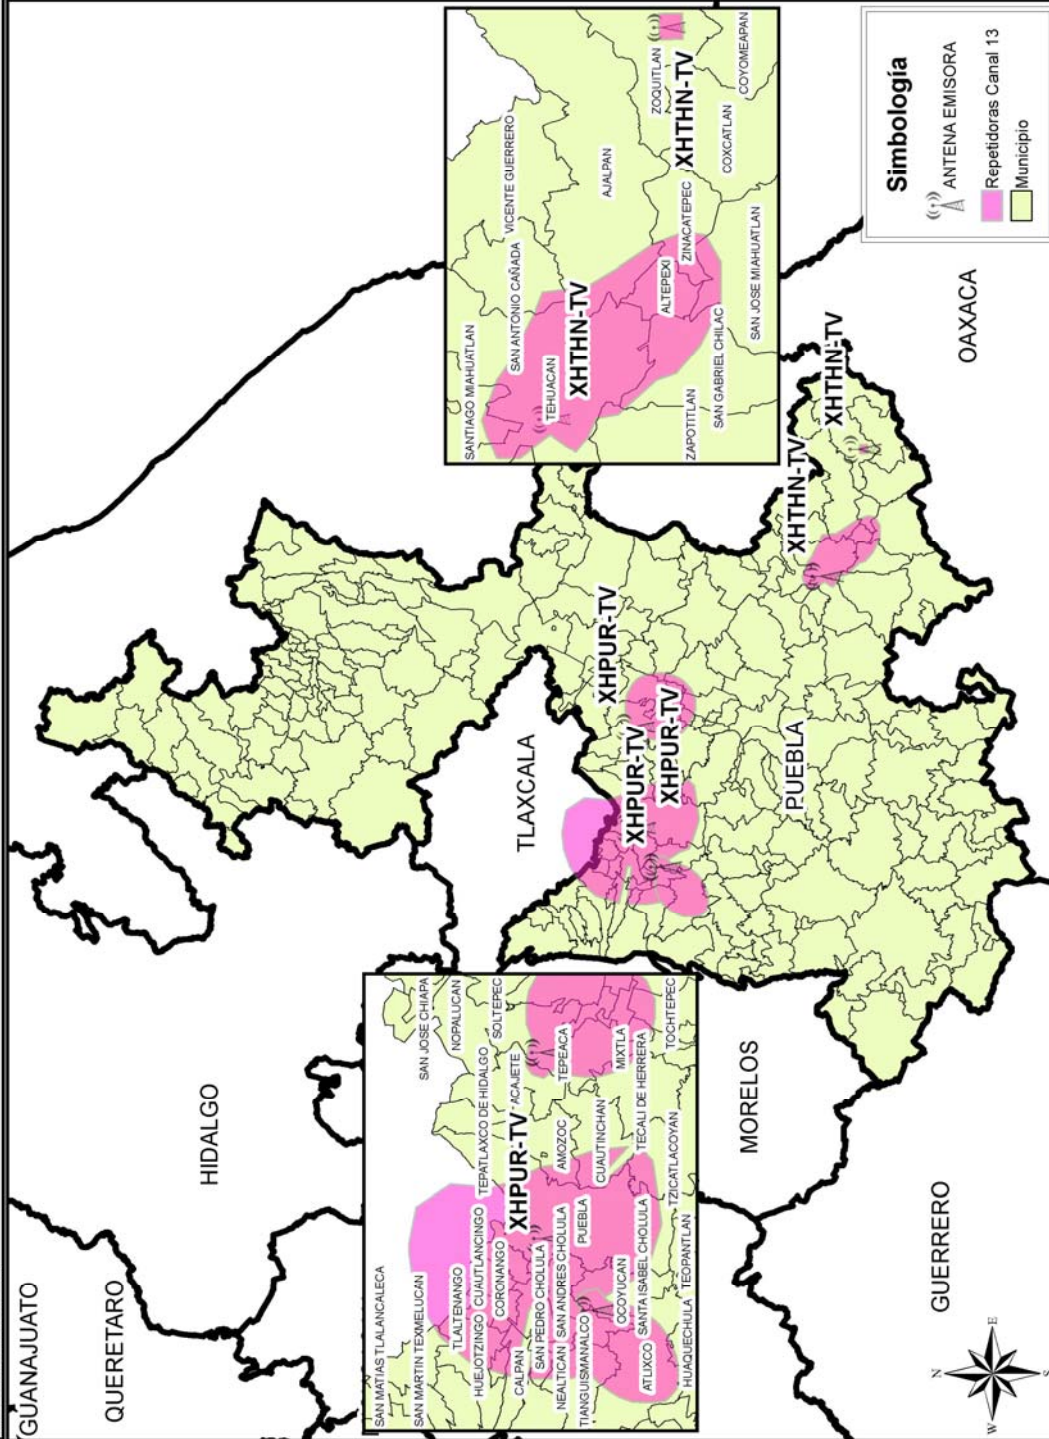 GUANAJUATO
QUERETARO
HIDALGO
TLAXCALA
MORELOS
GUERRERO
PUEBLA
OAXACA
XHPUR-TV
XHPUR-TV
XHPUR-TV
XHTHN-TV
XHTHN-TV
SAN MATIAS TLALANCALECA
SAN MARTIN TEXMELUCAN
TLALTENANGO
HUEJOTZINGO
CUAUTLANCINGO
CORONANGO
CALPAN
SAN PEDRO CHOLULA
NEALTICAN
SAN ANDRES CHOLULA
TIANGUISMANALCO
PUEBLA
OCOYUCAN
ATLIXCO
SANTA ISABEL CHOLULA
HUAQUECHULA
TEOPANTLAN
TZICATLACOYAN
TEPATLAXCO DE HIDALGO
XHPUR-TV
ACAJETE
AMOZOC
CUAUTINCHAN
TECALI DE HERRERA
SAN JOSE CHIAPA
NOPALUCAN
SOLTEPEC
TEPEACA
MIXTLA
TOCHTEPEC
SANTIAGO MIAHUATLAN
SAN ANTONIO CAÑADA
VICENTE GUERRERO
TEHUACAN
XHTHN-TV
AJALPAN
ZOQUITLAN
XHTHN-TV
ALTEPEXI
ZINACATEPEC
ZAPOTITLAN
SAN GABRIEL CHILAC
SAN JOSE MIAHUATLAN
COXCATLAN
COYOMEAPAN
Simbología
ANTENA EMISORA
Repetidoras Canal 13
Municipio
N
W
E
S